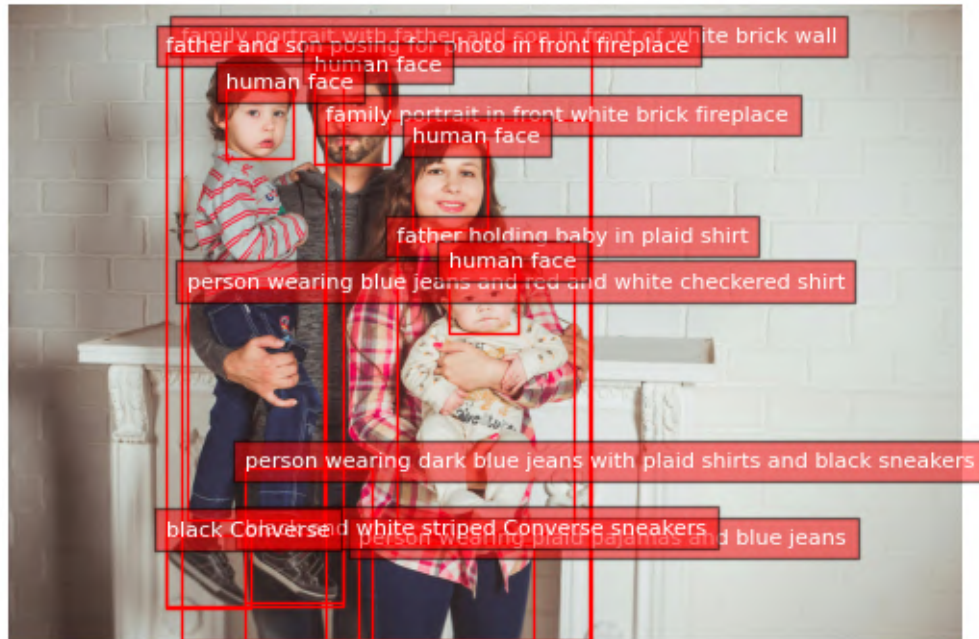 family portrait with father and son in front of white brick wall
father and son posing for photo in front fireplace
human face
human face
family portrait in front white brick fireplace
human face
father holding baby in plaid shirt
human face
person wearing blue jeans and red and white checkered shirt
person wearing dark blue jeans with plaid shirts and black sneakers
black Converse
black and white striped Converse sneakers
person wearing plaid pajamas and blue jeans